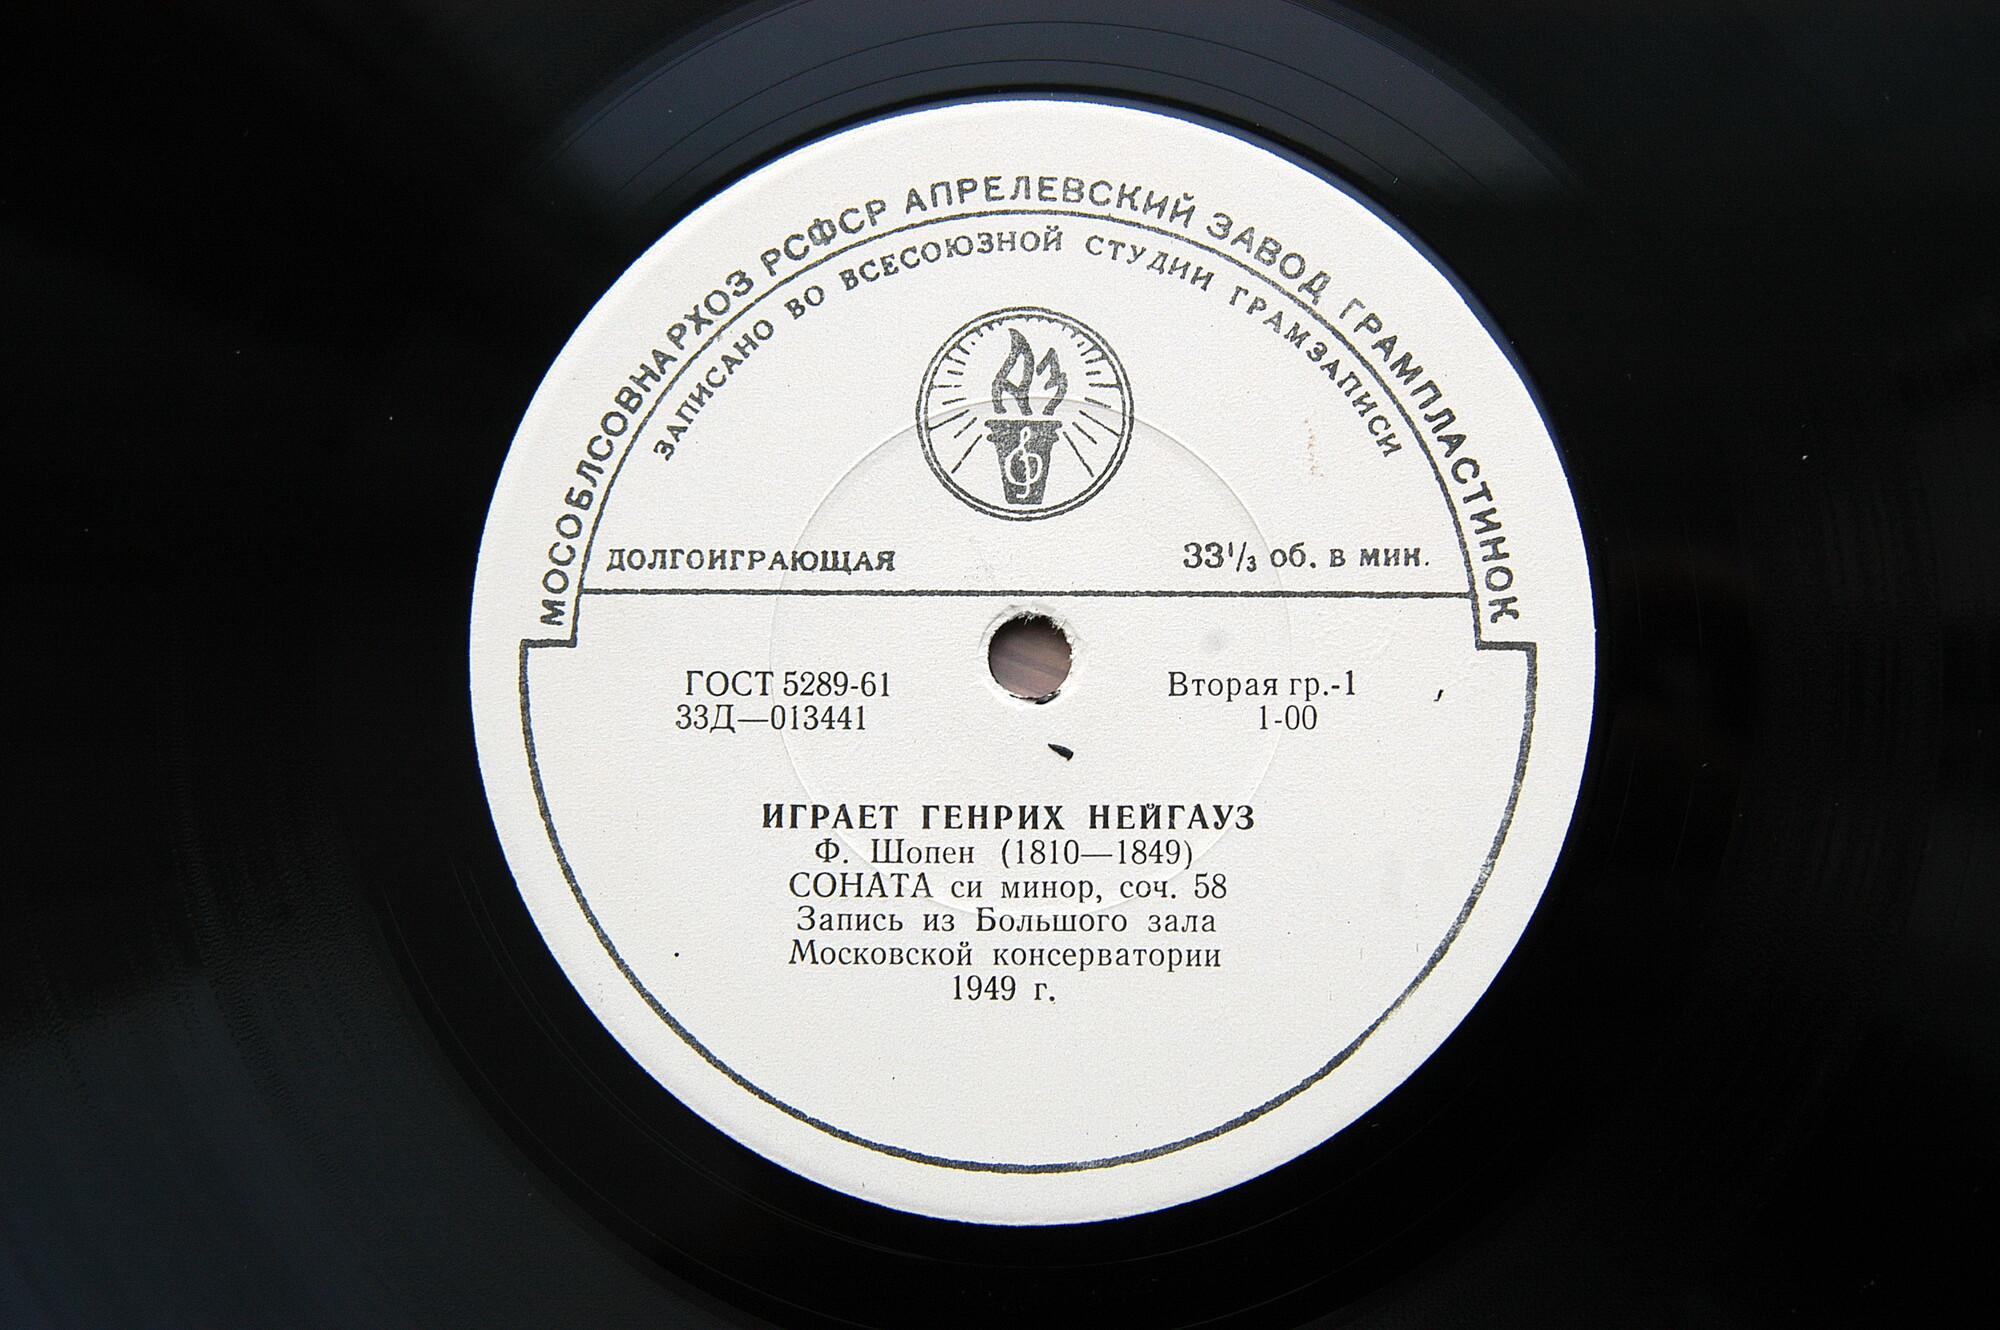 МОСОБЛСОВНАРХОЗ РСФСР АПРЕЛЕВСКИЙ ЗАВОД ГРАМПЛАСТИНОК
ЗАПИСАНО ВО ВСЕСОЮЗНОЙ СТУДИИ ГРАМЗАПИСИ
ДОЛГОИГРАЮЩАЯ 33 1/3 об. в мин.
ГОСТ 5289-61 Вторая гр.-1
33Д—013441 1-00
ИГРАЕТ ГЕНРИХ НЕЙГАУЗ
Ф. Шопен (1810—1849)
СОНАТА си минор, соч. 58
Запись из Большого зала
Московской консерватории
1949 г.